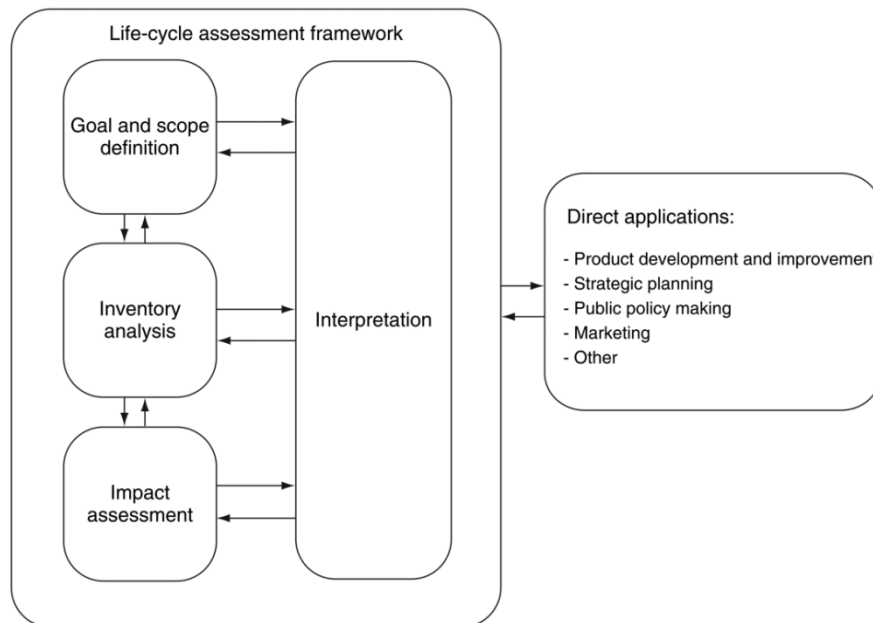 Life-cycle assessment framework
Goal and scope
definition
Inventory
analysis
Impact
assessment
Interpretation
Direct applications:
- Product development and improvement
- Strategic planning
- Public policy making
- Marketing
- Other